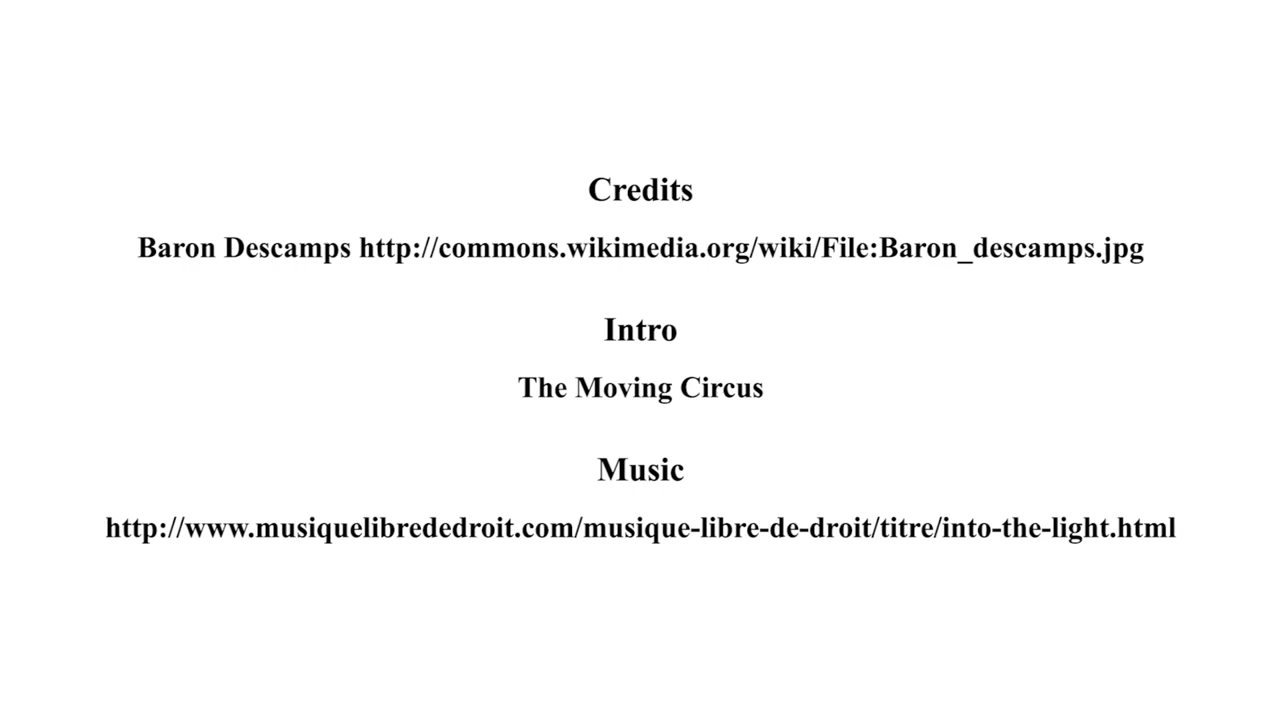 Credits
Baron Descamps http://commons.wikimedia.org/wiki/File:Baron_descamps.jpg
Intro
The Moving Circus
Music
http://www.musiquelibrededroit.com/musique-libre-de-droit/titre/into-the-light.html